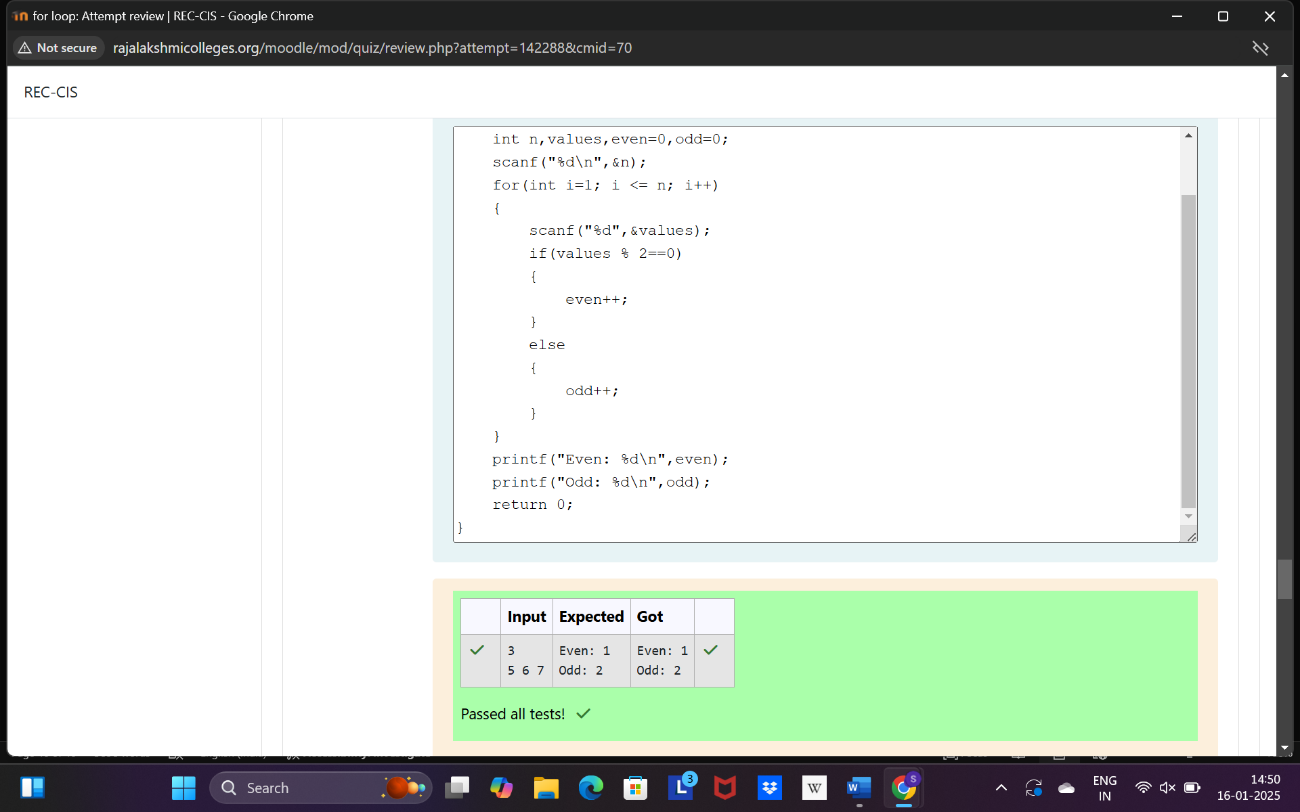 for loop: Attempt review | REC-CIS - Google Chrome
Not secure rajalakshmicolleges.org/moodle/mod/quiz/review.php?attempt=142288&cmid=70
REC-CIS
int n,values,even=0,odd=0;
scanf("%d\n",&n);
for(int i=1; i <= n; i++)
{
scanf("%d",&values);
if(values % 2==0)
{
even++;
}
else
{
odd++;
}
}
printf("Even: %d\n",even);
printf("Odd: %d\n",odd);
return 0;
}
Input Expected Got
3 Even: 1 Even: 1
5 6 7 Odd: 2 Odd: 2
Passed all tests!
Search
L 3
W
W
S
ENG
IN
14:50
16-01-2025